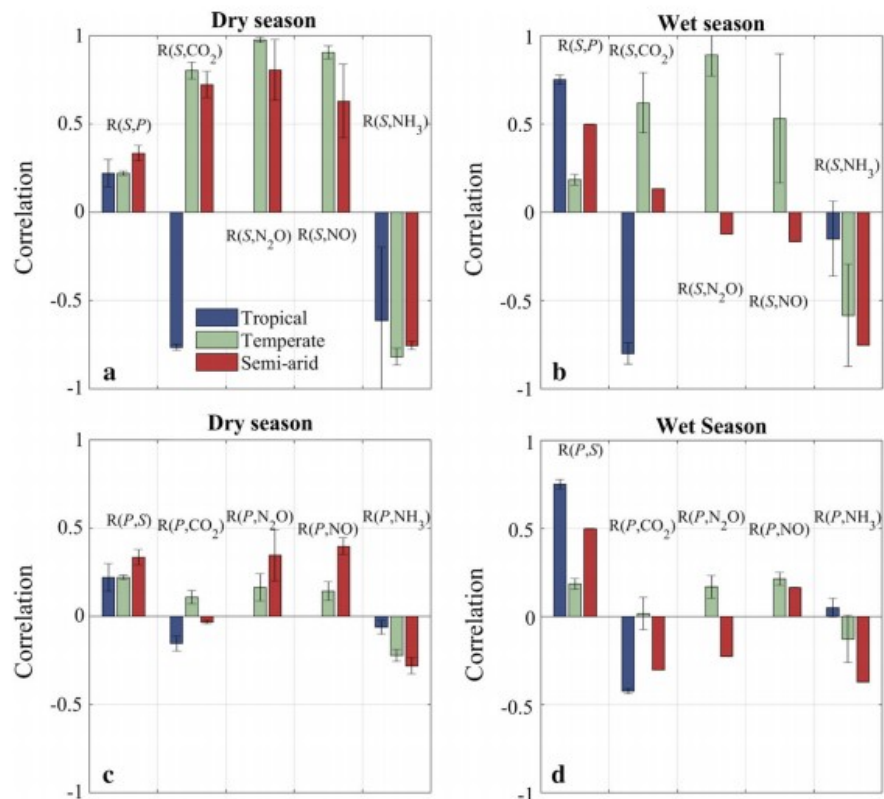 Dry season
1
0.5
0
-0.5
-1
Correlation
R(S,P)
R(S,CO₂)
R(S,N₂O)
R(S,NO)
R(S,NH₃)
Tropical
Temperate
Semi-arid
a
Wet season
1
0.5
0
-0.5
-1
Correlation
R(S,P)
R(S,CO₂)
R(S,N₂O)
R(S,NO)
R(S,NH₃)
b
Dry season
1
0.5
0
-0.5
-1
Correlation
R(P,S)
R(P,CO₂)
R(P,N₂O)
R(P,NO)
R(P,NH₃)
c
Wet Season
1
0.5
0
-0.5
-1
Correlation
R(P,S)
R(P,CO₂)
R(P,N₂O)
R(P,NO)
R(P,NH₃)
d